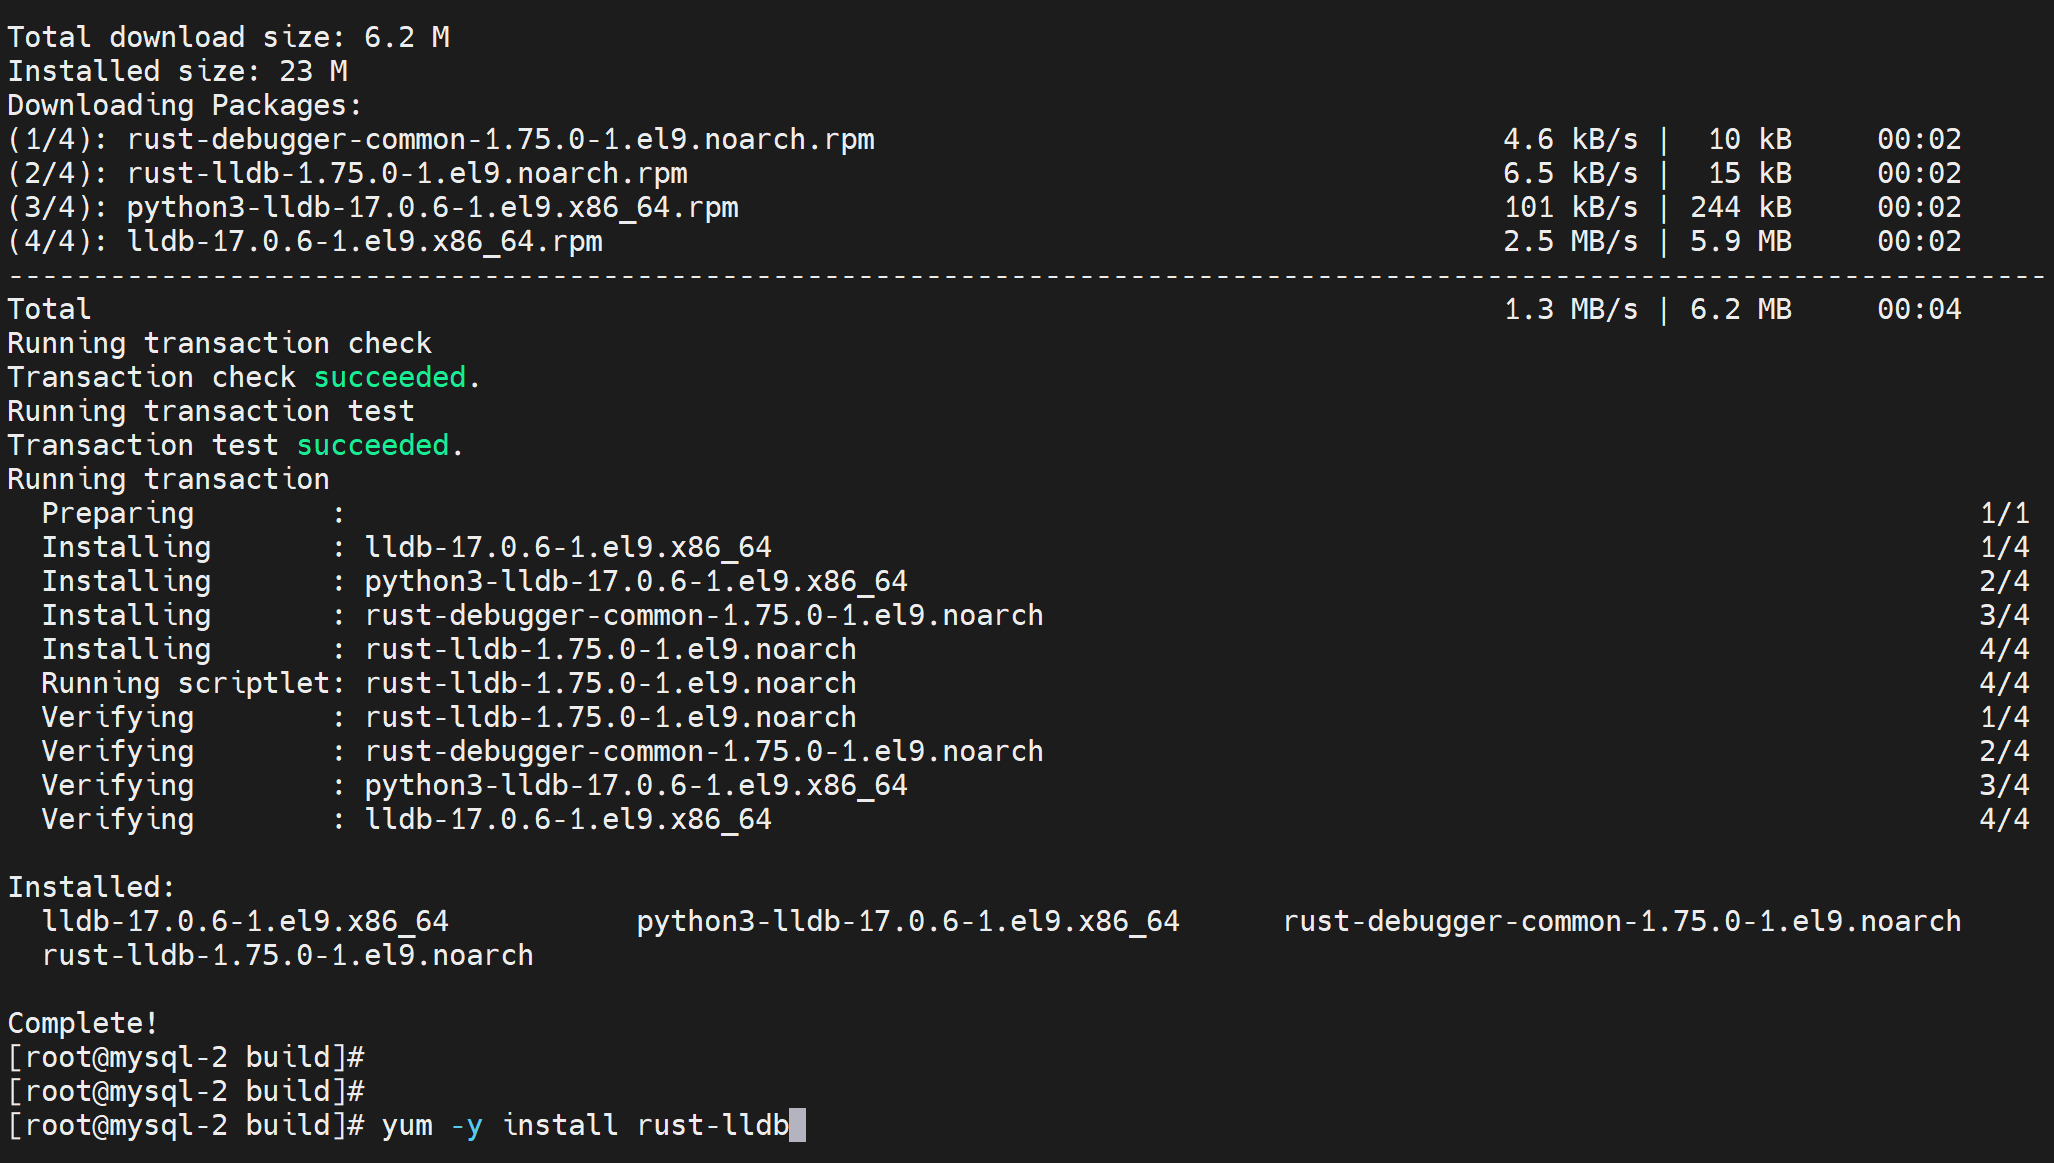 Total download size: 6.2 M
Installed size: 23 M
Downloading Packages:
(1/4): rust-debugger-common-1.75.0-1.el9.noarch.rpm 4.6 kB/s | 10 kB 00:02
(2/4): rust-lldb-1.75.0-1.el9.noarch.rpm 6.5 kB/s | 15 kB 00:02
(3/4): python3-lldb-17.0.6-1.el9.x86_64.rpm 101 kB/s | 244 kB 00:02
(4/4): lldb-17.0.6-1.el9.x86_64.rpm 2.5 MB/s | 5.9 MB 00:02
------------------------------------------------------------------------------------------------------------------------
Total 1.3 MB/s | 6.2 MB 00:04
Running transaction check
Transaction check succeeded.
Running transaction test
Transaction test succeeded.
Running transaction
  Preparing        : 1/1
  Installing       : lldb-17.0.6-1.el9.x86_64 1/4
  Installing       : python3-lldb-17.0.6-1.el9.x86_64 2/4
  Installing       : rust-debugger-common-1.75.0-1.el9.noarch 3/4
  Installing       : rust-lldb-1.75.0-1.el9.noarch 4/4
  Running scriptlet: rust-lldb-1.75.0-1.el9.noarch 4/4
  Verifying        : rust-lldb-1.75.0-1.el9.noarch 1/4
  Verifying        : rust-debugger-common-1.75.0-1.el9.noarch 2/4
  Verifying        : python3-lldb-17.0.6-1.el9.x86_64 3/4
  Verifying        : lldb-17.0.6-1.el9.x86_64 4/4

Installed:
  lldb-17.0.6-1.el9.x86_64 python3-lldb-17.0.6-1.el9.x86_64 rust-debugger-common-1.75.0-1.el9.noarch
  rust-lldb-1.75.0-1.el9.noarch

Complete!
[root@mysql-2 build]#
[root@mysql-2 build]#
[root@mysql-2 build]# yum -y install rust-lldb